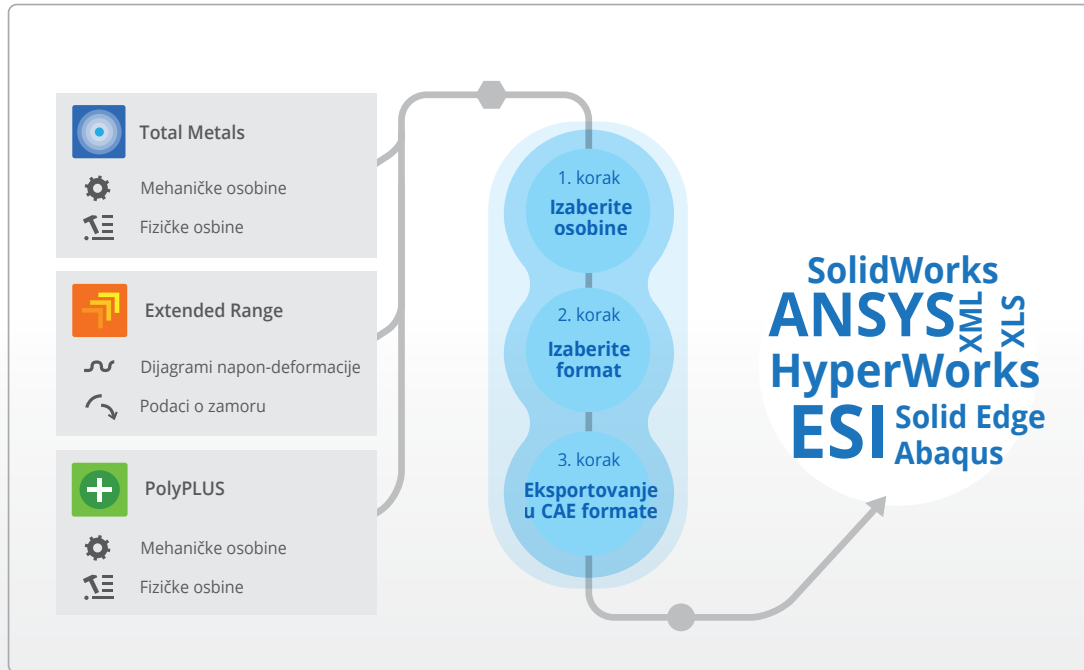 Total Metals
Mehaničke osobine
Fizičke osbine
Extended Range
Dijagrami napon-deformacije
Podaci o zamoru
PolyPLUS
Mehaničke osobine
Fizičke osbine
1. korak
Izaberite
osobine
2. korak
Izaberite
format
3. korak
Eksportovanje
u CAE formate
SolidWorks
ANSYS
XML
XLS
HyperWorks
ESI
Solid Edge
Abaqus